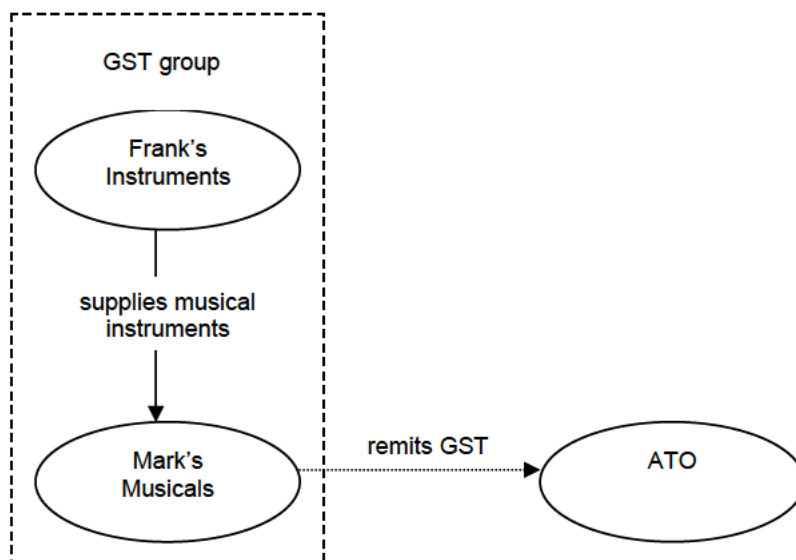 GST group
Frank’s
Instruments
supplies musical
instruments
Mark’s
Musicals
remits GST
ATO